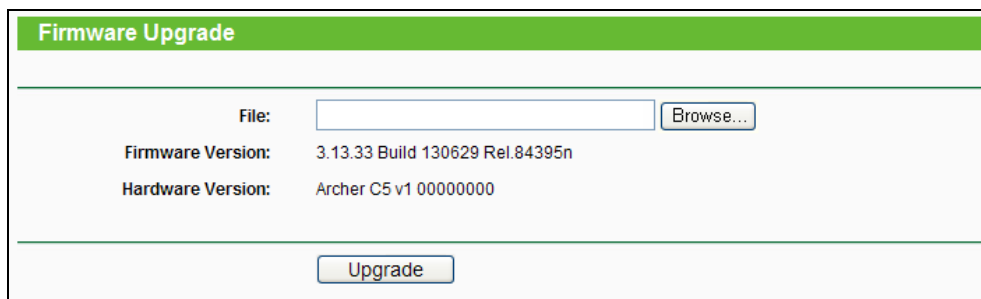 Firmware Upgrade
File: Browse...
Firmware Version: 3.13.33 Build 130629 Rel.84395n
Hardware Version: Archer C5 v1 00000000
Upgrade